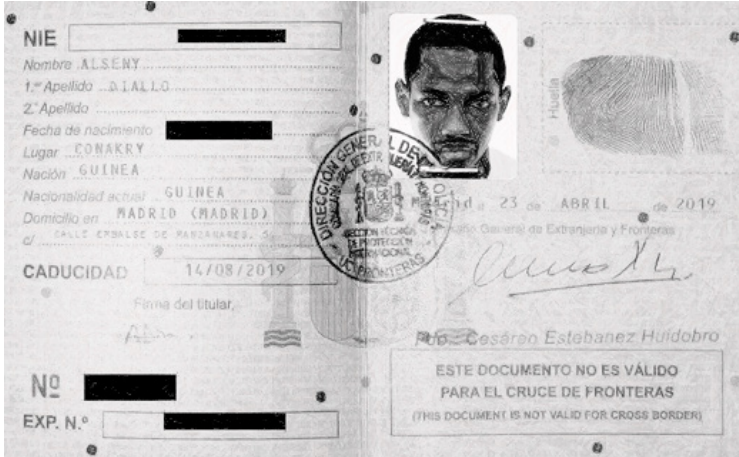 NIE
Nombre ALSENY
1.er Apellido DIALLO
2.º Apellido
Fecha de nacimiento
Lugar CONAKRY
Nación GUINEA
Nacionalidad actual GUINEA
Domicilio en MADRID (MADRID)
c/ CALLE EMBALSE DE MANZANARES,
CADUCIDAD 14/08/2019
Firma del titular,
Nº
EXP. N.º
Huella
DIRECCIÓN GENERAL DE
UCI FRONTERAS
Madrid a 23 de ABRIL de 2019
General de Extranjería y Fronteras
Fdo.: Cesáreo Estebanez Huidobro
ESTE DOCUMENTO NO ES VÁLIDO
PARA EL CRUCE DE FRONTERAS
(THIS DOCUMENT IS NOT VALID FOR CROSS BORDER)